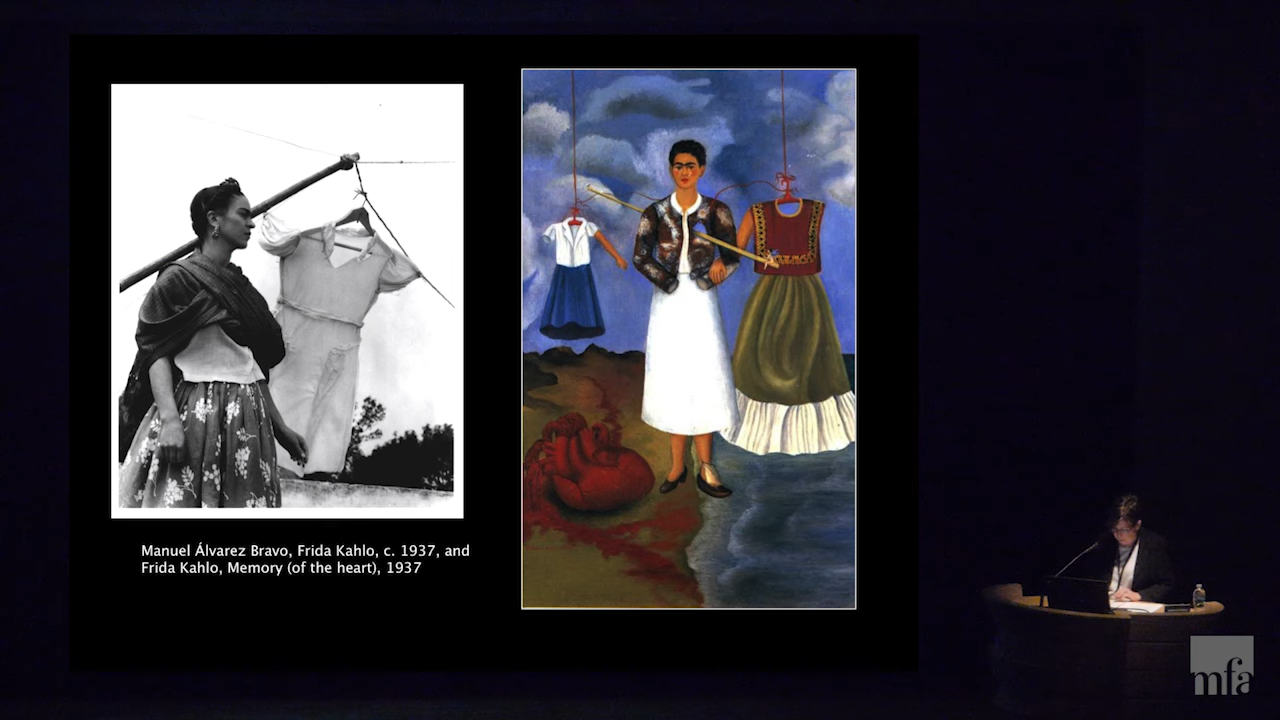 Manuel Álvarez Bravo, Frida Kahlo, c. 1937, and
Frida Kahlo, Memory (of the heart), 1937
mfa